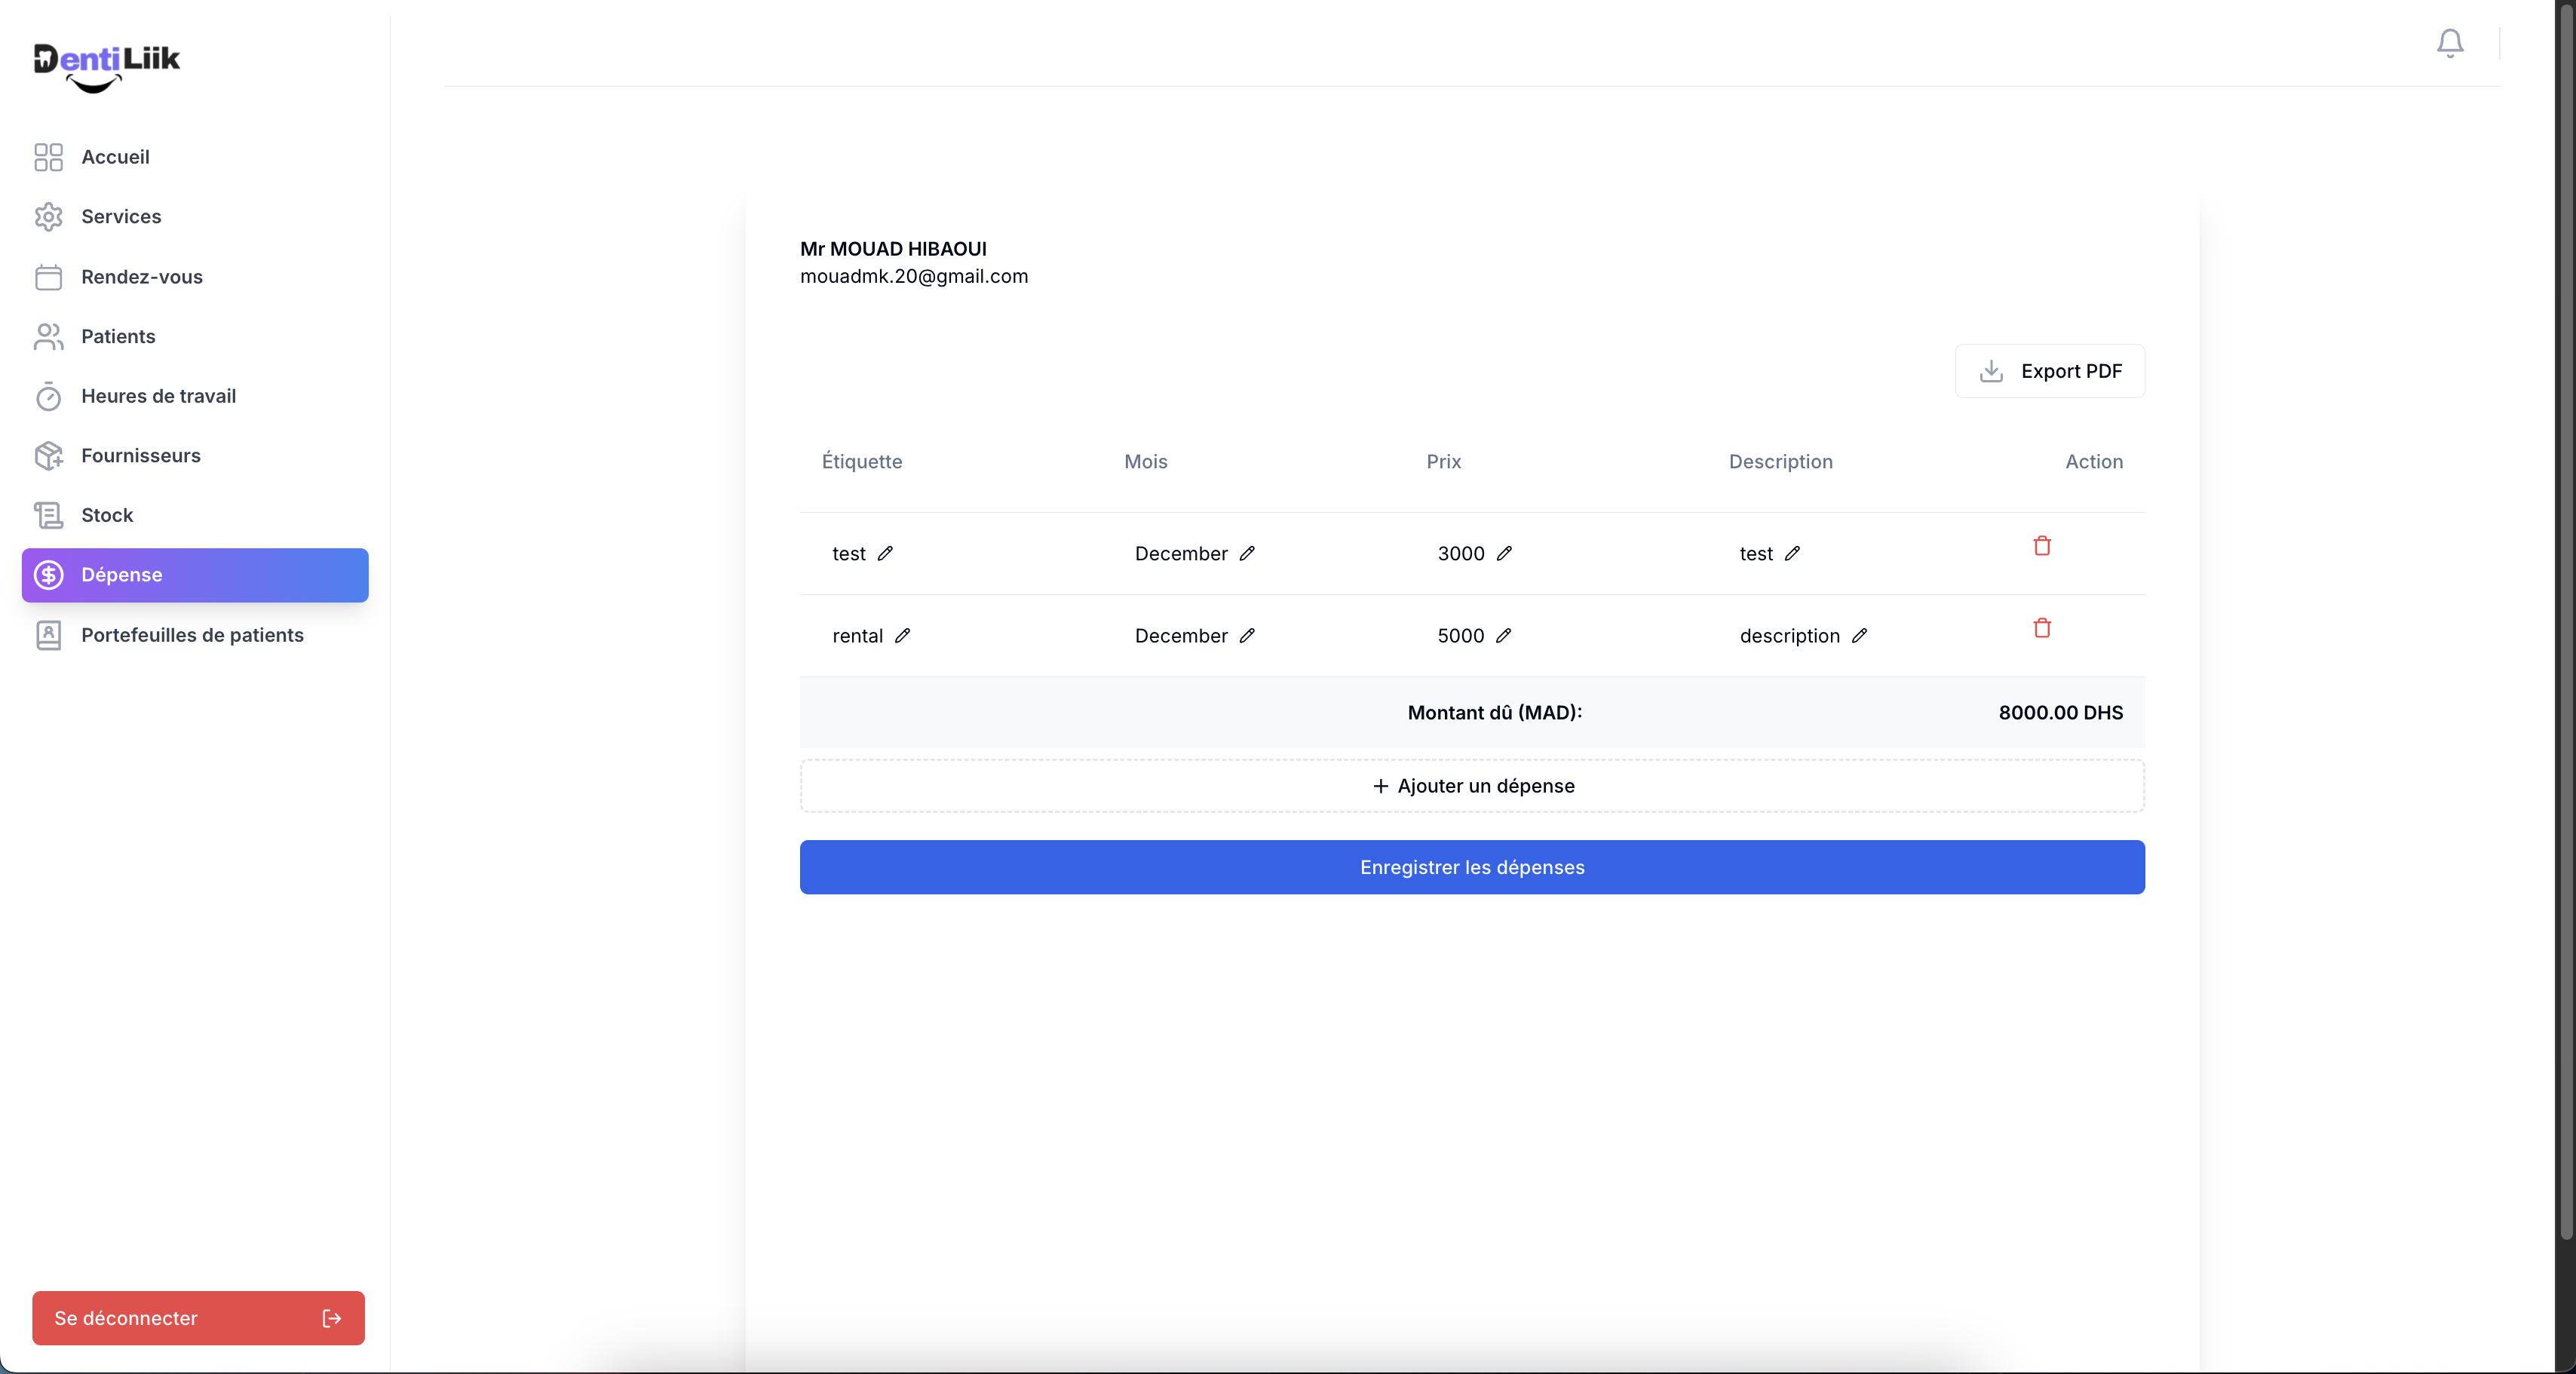 DentiLiik
Accueil
Services
Rendez-vous
Patients
Heures de travail
Fournisseurs
Stock
Dépense
Portefeuilles de patients
Se déconnecter
Mr MOUAD HIBAOUI
mouadmk.20@gmail.com
Export PDF
Étiquette Mois Prix Description Action
test December 3000 test
rental December 5000 description
Montant dû (MAD): 8000.00 DHS
+ Ajouter un dépense
Enregistrer les dépenses